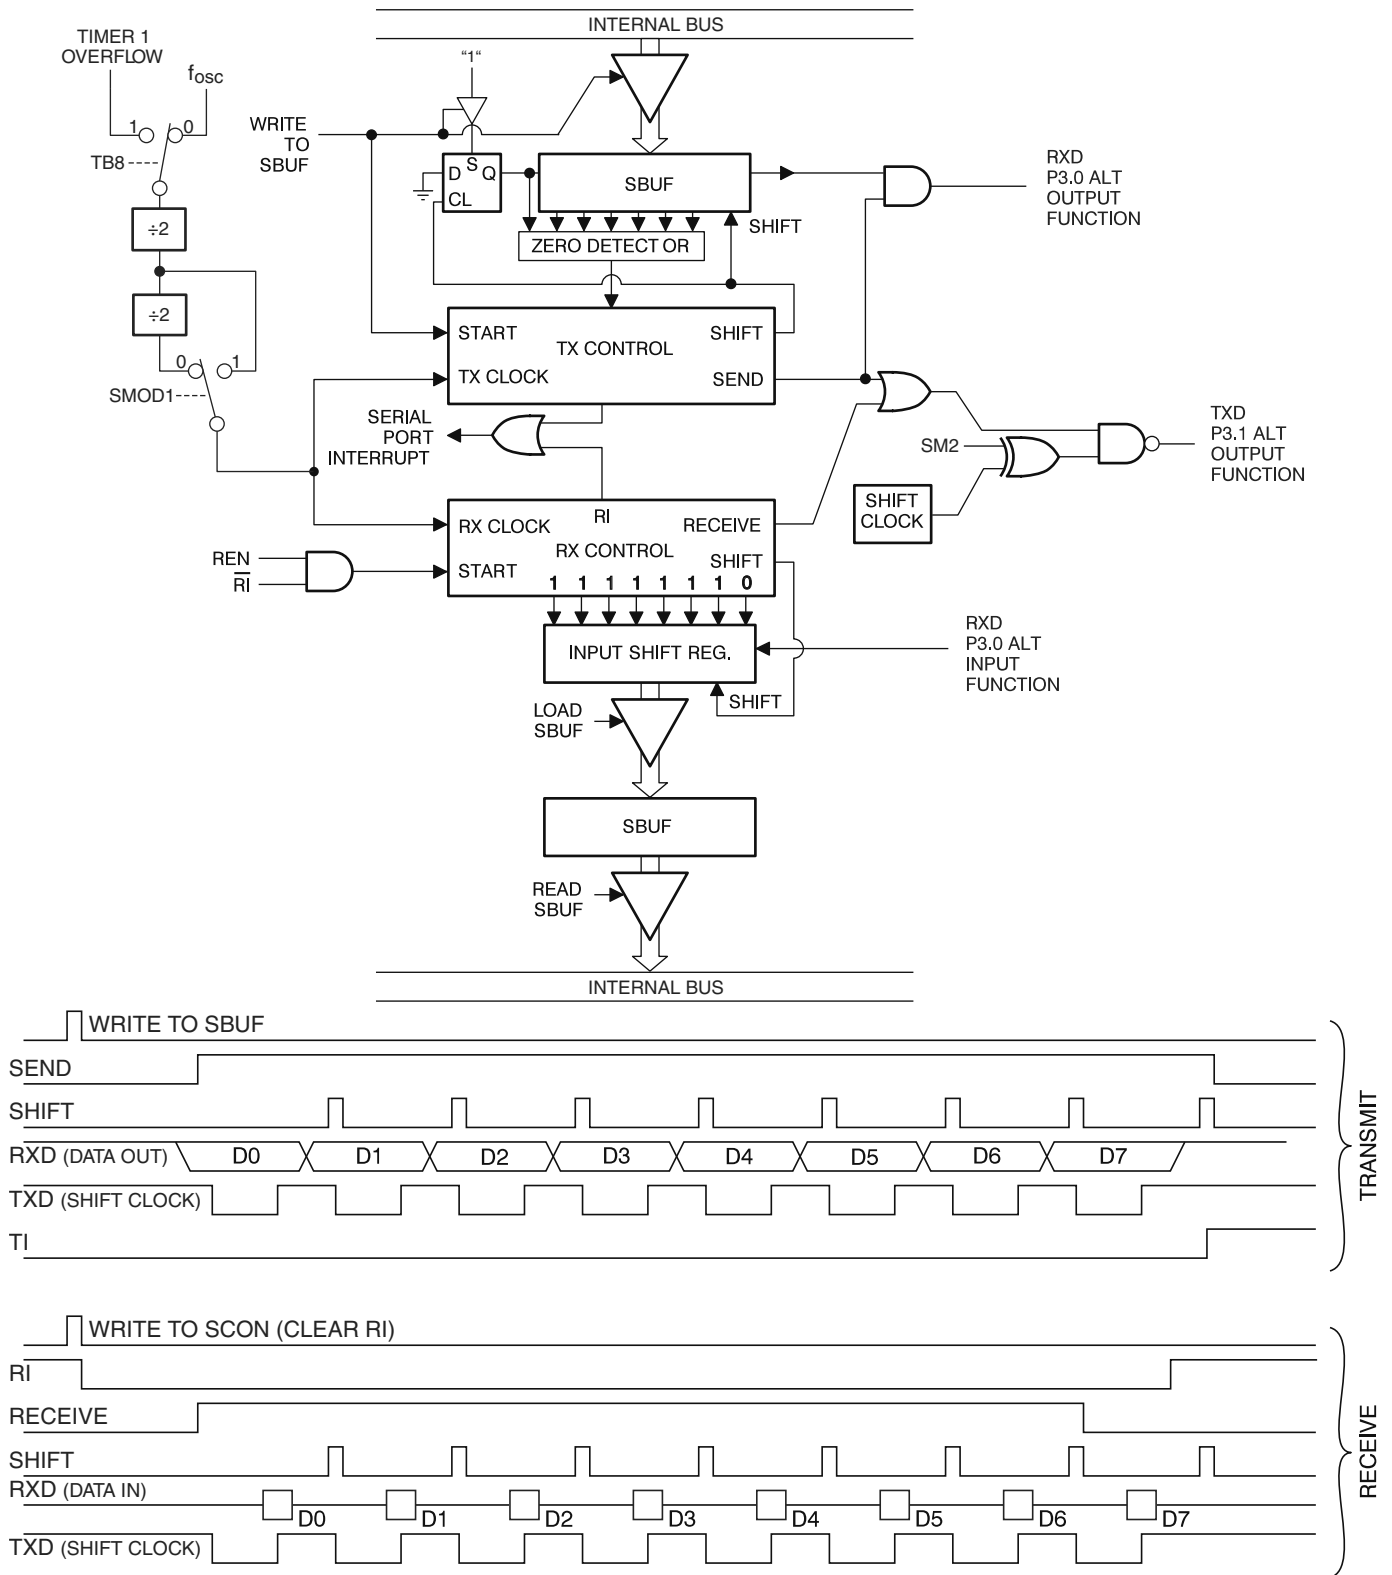 INTERNAL BUS
TIMER 1
OVERFLOW
fosc
"1"
1
0
TB8
WRITE
TO
SBUF
S
D
Q
CL
SBUF
SHIFT
ZERO DETECT OR
RXD
P3.0 ALT
OUTPUT
FUNCTION
÷2
÷2
0
1
SMOD1
START
SHIFT
TX CONTROL
TX CLOCK
SEND
SERIAL
PORT
INTERRUPT
SM2
TXD
P3.1 ALT
OUTPUT
FUNCTION
SHIFT
CLOCK
RX CLOCK
RI
RECEIVE
RX CONTROL
SHIFT
START
1 1 1 1 1 1 1 0
REN
RI
INPUT SHIFT REG.
RXD
P3.0 ALT
INPUT
FUNCTION
SHIFT
LOAD
SBUF
SBUF
READ
SBUF
INTERNAL BUS
WRITE TO SBUF
SEND
SHIFT
RXD (DATA OUT) D0 D1 D2 D3 D4 D5 D6 D7
TXD (SHIFT CLOCK)
TI
TRANSMIT
WRITE TO SCON (CLEAR RI)
RI
RECEIVE
SHIFT
RXD (DATA IN) D0 D1 D2 D3 D4 D5 D6 D7
TXD (SHIFT CLOCK)
RECEIVE